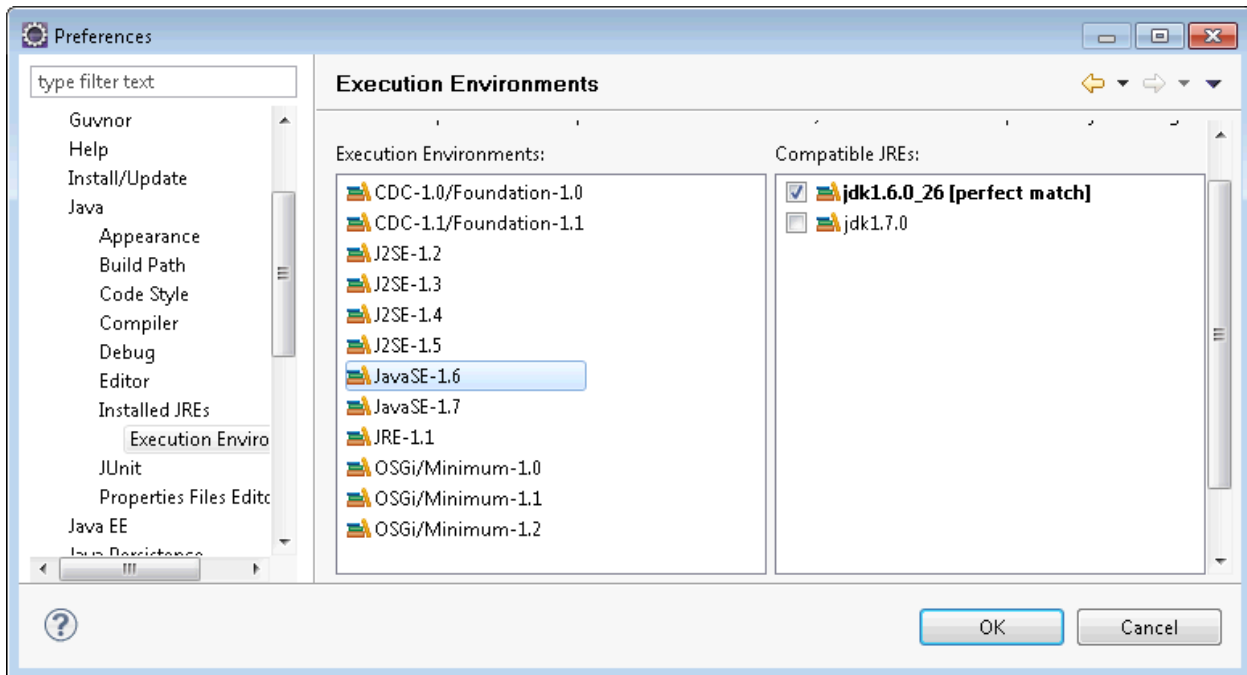 Preferences
type filter text
Guvnor
Help
Install/Update
Java
Appearance
Build Path
Code Style
Compiler
Debug
Editor
Installed JREs
Execution Enviro
JUnit
Properties Files Edito
Java EE
Java Persistence
Execution Environments
Execution Environments:
CDC-1.0/Foundation-1.0
CDC-1.1/Foundation-1.1
J2SE-1.2
J2SE-1.3
J2SE-1.4
J2SE-1.5
JavaSE-1.6
JavaSE-1.7
JRE-1.1
OSGi/Minimum-1.0
OSGi/Minimum-1.1
OSGi/Minimum-1.2
Compatible JREs:
jdk1.6.0_26 [perfect match]
jdk1.7.0
OK
Cancel